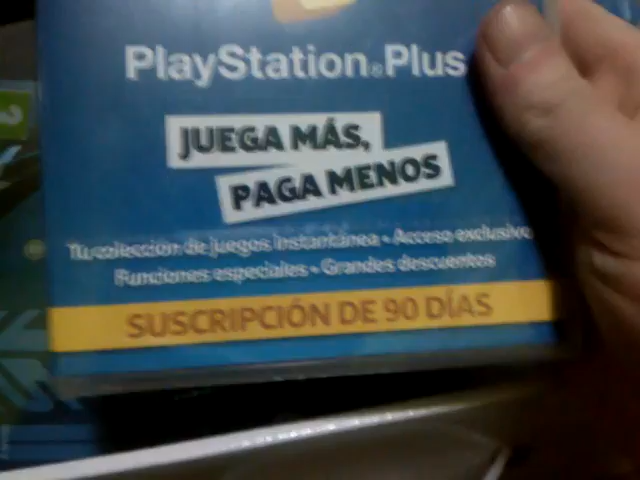 PlayStation®Plus
JUEGA MÁS,
PAGA MENOS
Tu colección de juegos instantánea • Acceso exclusivo
Funciones especiales • Grandes descuentos
SUSCRIPCIÓN DE 90 DÍAS